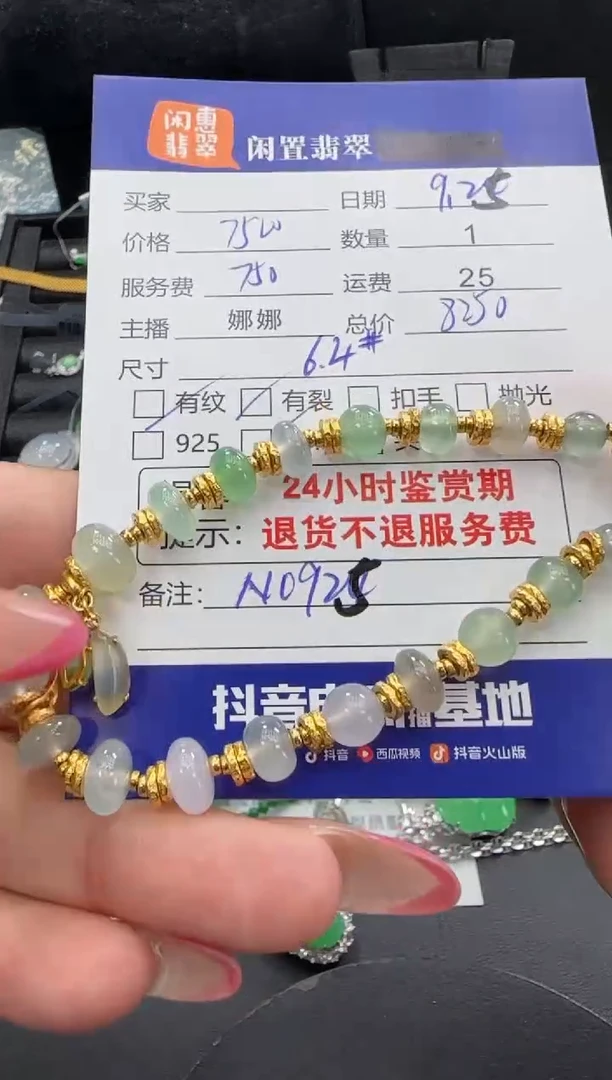 闲惠
翡翠
闲置翡翠
买家 日期 9.25
价格 7500 数量 1
服务费 750 运费 25
主播 娜娜 总价 8250
尺寸 6.4#
有纹 有裂 扣手 抛光
925
24小时鉴赏期
提示: 退货不退服务费
备注: N0925
抖音 基地
抖音 西瓜视频 抖音火山版